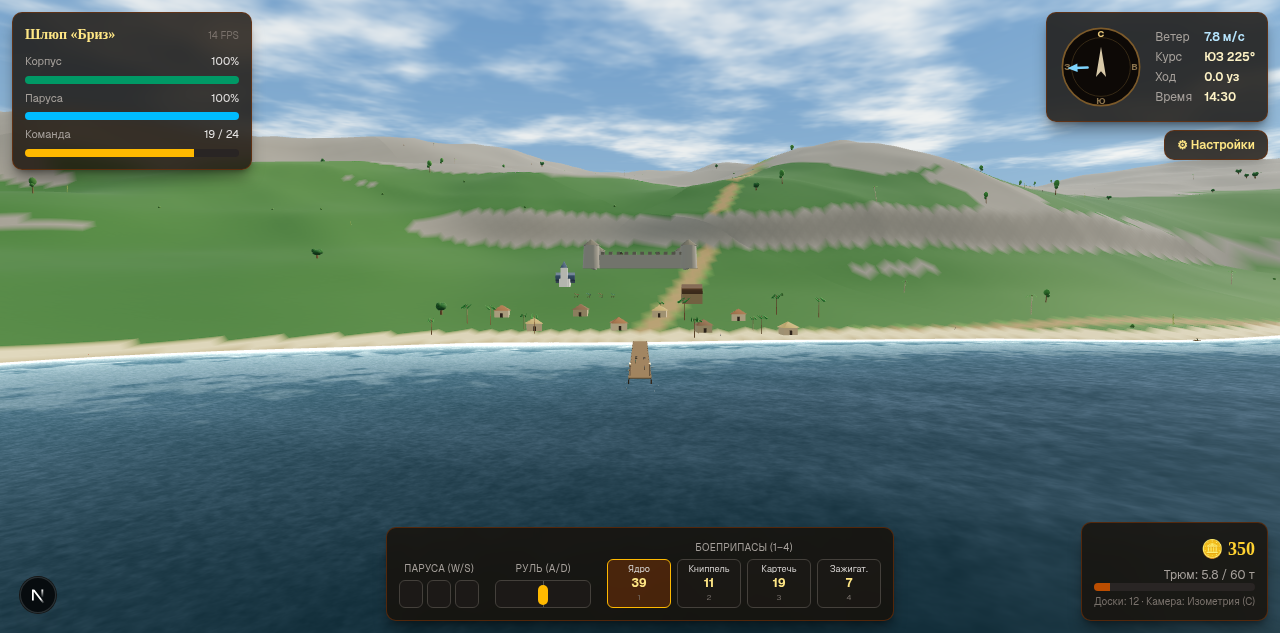 Шлюп «Бриз» 14 FPS
Корпус 100%
Паруса 100%
Команда 19 / 24
С
З В
Ю
Ветер 7.8 м/с
Курс ЮЗ 225°
Ход 0.0 уз
Время 14:30
⚙ Настройки
БОЕПРИПАСЫ (1–4)
ПАРУСА (W/S) РУЛЬ (A/D)
Ядро Книппель Картечь Зажигат.
39 11 19 7
1 2 3 4
350
Трюм: 5.8 / 60 т
Доски: 12 · Камера: Изометрия (C)
N